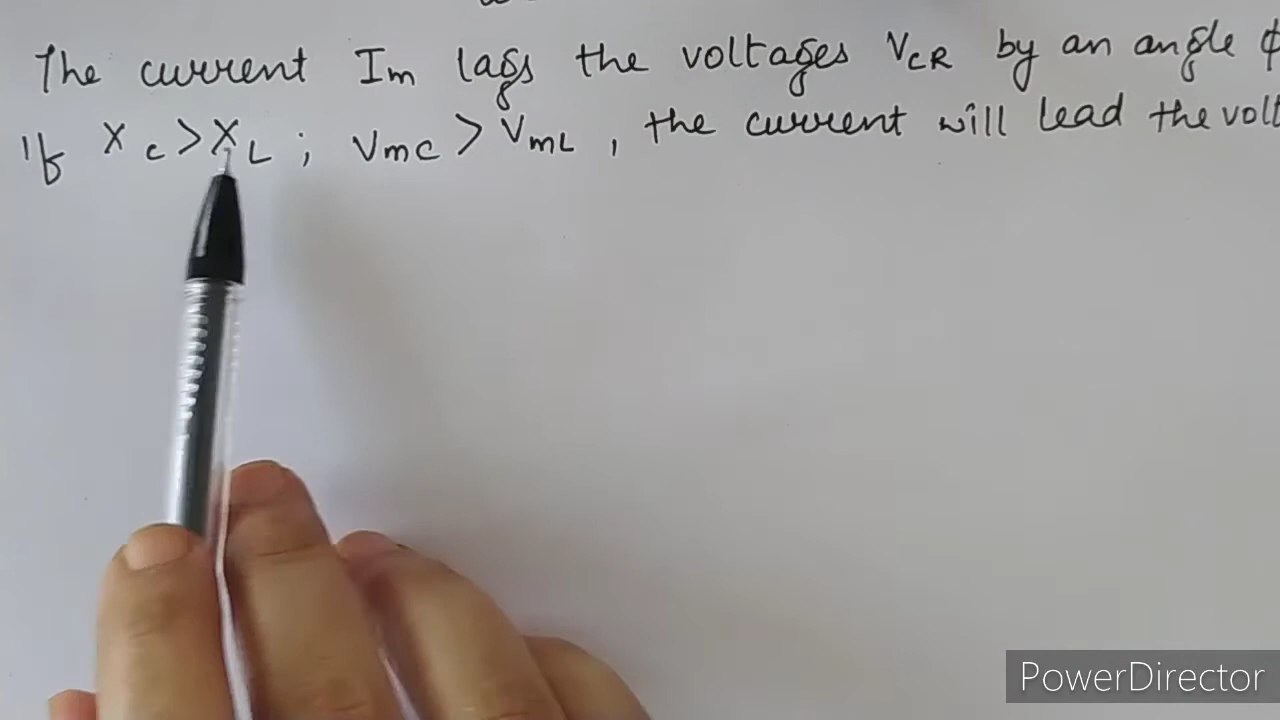 The current Im lags the voltages VCR by an angle ϕ
If Xc > XL ; Vmc > VmL , the current will lead the volt
PowerDirector